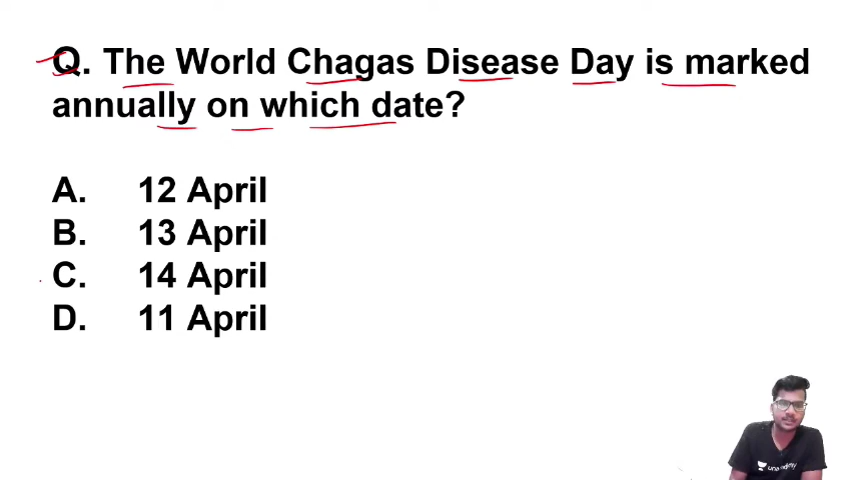 Q. The World Chagas Disease Day is marked
annually on which date?
A. 12 April
B. 13 April
C. 14 April
D. 11 April
unacademy